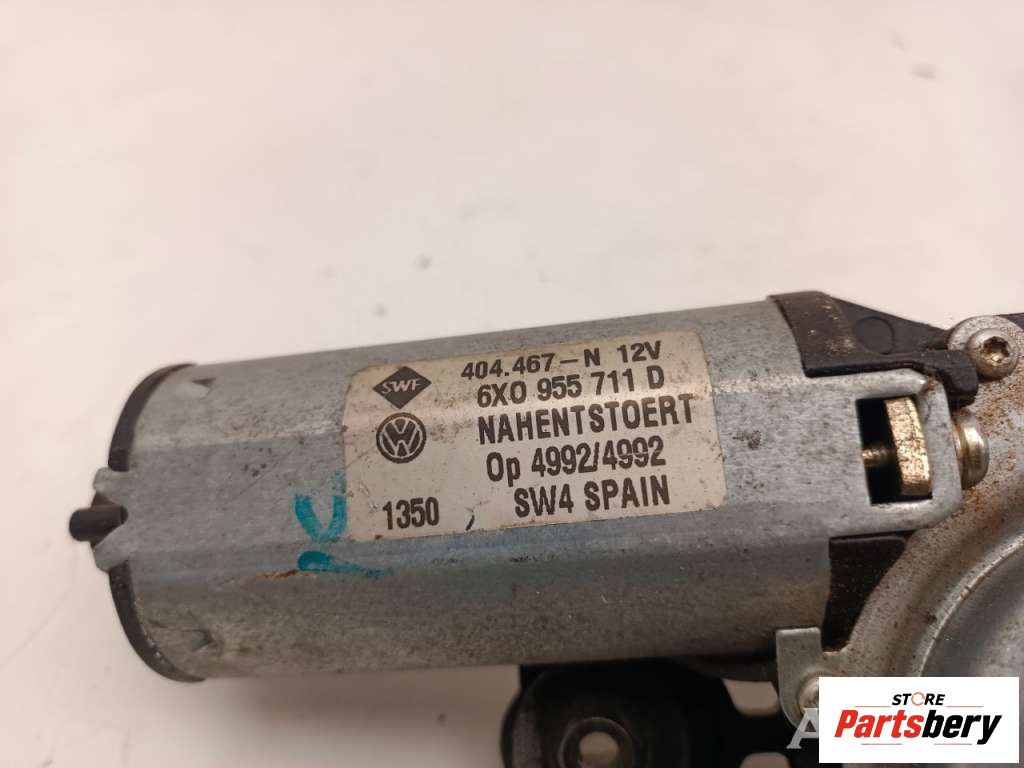 SWF
404.467-N 12V
6X0 955 711 D
NAHENTSTOERT
Op 4992/4992
1350
SW4 SPAIN
STORE
Partsbery